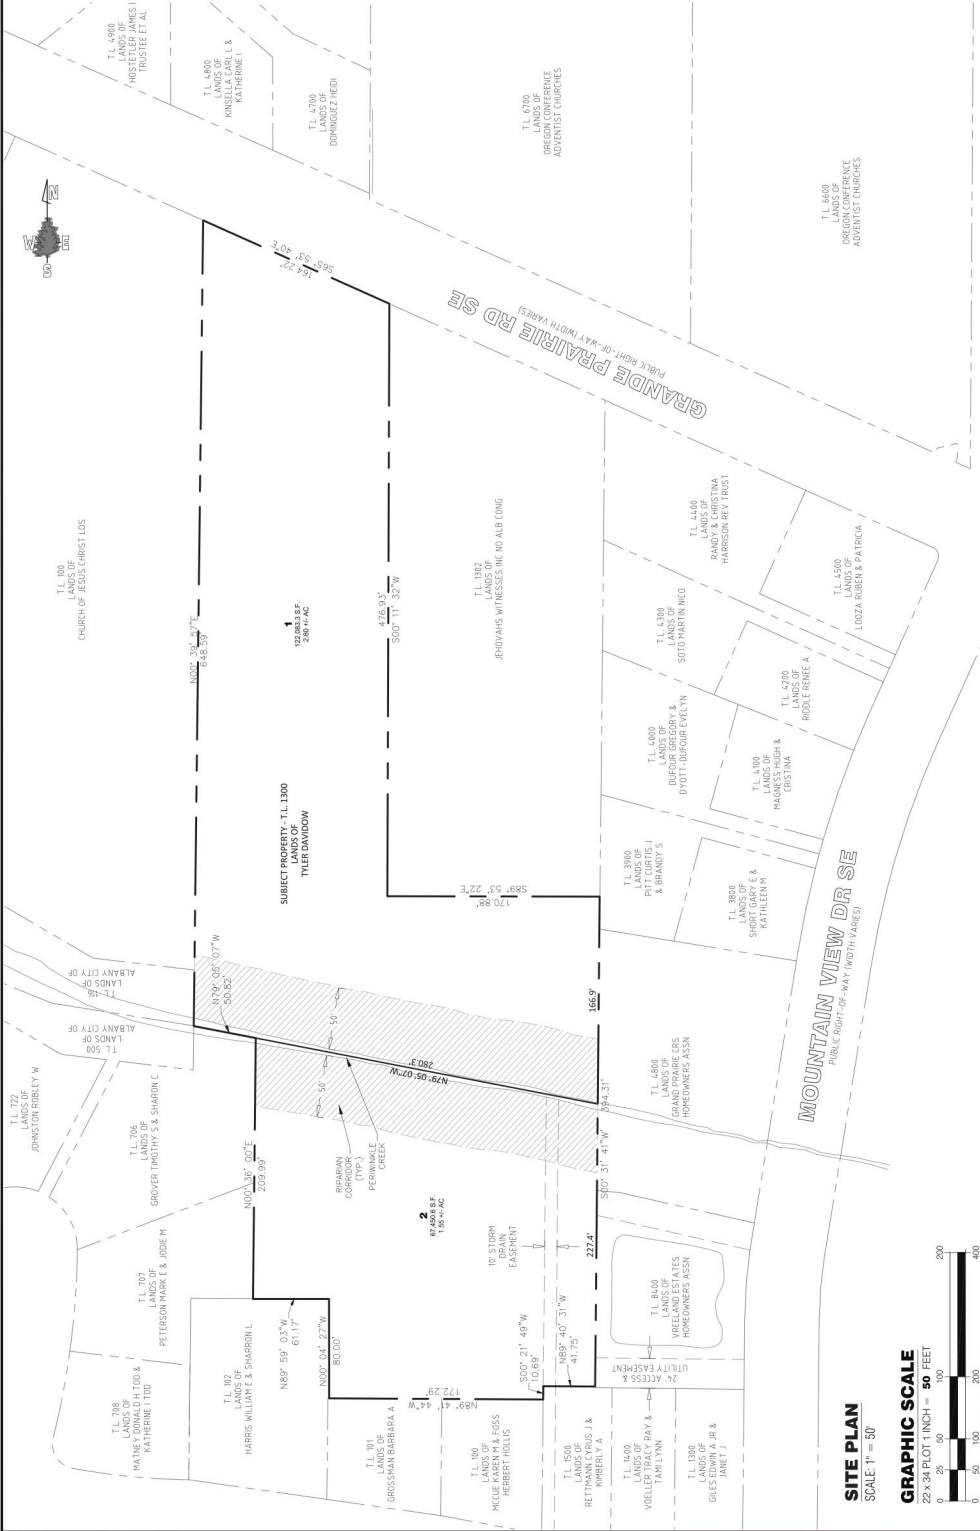 T.L. 4900
LANDS OF
HOSTETLER JAMES I
TRUSTEE ET AL
T.L. 4800
LANDS OF
KINSELLA CARL L &
KATHERINE I
T.L. 4700
LANDS OF
DOMINGUEZ HEIDI
T.L. 6700
LANDS OF
OREGON CONFERENCE
ADVENTIST CHURCHES
T.L. 6600
LANDS OF
OREGON CONFERENCE
ADVENTIST CHURCHES
N
W
E
S
S65° 53' 40"E
164.22'
GRANDE PRAIRIE RD SE
PUBLIC RIGHT-OF-WAY (WIDTH VARIES)
T.L. 100
LANDS OF
CHURCH OF JESUS CHRIST LDS
N00° 39' 57"E
648.59'
1
122,083.3 S.F.
2.80 +/- AC
476.93'
S00° 11' 32"W
T.L. 1302
LANDS OF
JEHOVAHS WITNESSES INC NO ALB CONG
SUBJECT PROPERTY - T.L. 1300
LANDS OF
TYLER DAVIDOW
S89° 53' 22"E
170.88'
T.L. 4400
LANDS OF
RANDY & CHRISTINA
HARRISON REV TRUST
T.L. 4500
LANDS OF
LOOZA RUBEN & PATRICIA
T.L. 4300
LANDS OF
SOTO MARTIN NICO
T.L. 4200
LANDS OF
RIDDLE RENEE A
T.L. 4000
LANDS OF
DUFOUR GREGORY &
DYOTT-DUFOUR EVELYN
T.L. 4100
LANDS OF
MAGNESS HUGH &
CRISTINA
T.L. 3900
LANDS OF
PITT CURTIS J
& BRANDY S
T.L. 3800
LANDS OF
SHORT GARY E &
KATHLEEN M
MOUNTAIN VIEW DR SE
PUBLIC RIGHT-OF-WAY (WIDTH VARIES)
T.L. 116
LANDS OF
ALBANY CITY OF
T.L. 500
LANDS OF
ALBANY CITY OF
N79° 05' 07"W
50.82'
50'
50'
280.3'
N79° 05' 07"W
166.9'
394.31'
S00° 31' 41"W
T.L. 4800
LANDS OF
GRAND PRAIRIE CRS
HOMEOWNERS ASSN
RIPARIAN
CORRIDOR
(TYP.)
PERIWINKLE
CREEK
T.L. 722
LANDS OF
JOHNSTON ROBLEY W
T.L. 706
LANDS OF
GROVER TIMOTHY S & SHARON C
N00° 36' 00"E
209.99'
2
67,450.6 S.F.
1.55 +/- AC
10' STORM
DRAIN
EASEMENT
227.4'
T.L. 707
LANDS OF
PETERSON MARK E & JODIE M
N89° 59' 03"W
61.17'
N00° 04' 27"W
80.00'
S00° 21' 49"W
10.69'
N89° 40' 31"W
41.75'
T.L. 8400
LANDS OF
VREELAND ESTATES
HOMEOWNERS ASSN
24' ACCESS &
UTILITY EASEMENT
T.L. 708
LANDS OF
MATNEY DONALD H TOD &
KATHERINE I TOD
T.L. 102
LANDS OF
HARRIS WILLIAM E & SHARRON L
172.29'
N89° 41' 44"W
T.L. 101
LANDS OF
GROSSMAN BARBARA A
T.L. 100
LANDS OF
MCCUE KAREN M & FOSS
HERBERT HOLLIS
T.L. 1500
LANDS OF
RETTMANN CYRUS J &
KIMBERLY A
T.L. 1400
LANDS OF
VOELLER TRACY RAY &
TAMI LYNN
T.L. 1300
LANDS OF
GILES EDWIN A JR &
JANET J
SITE PLAN
SCALE: 1" = 50'
GRAPHIC SCALE
22 x 34 PLOT 1 INCH = 50 FEET
0 25 50 100 200
0 50 100 200 400